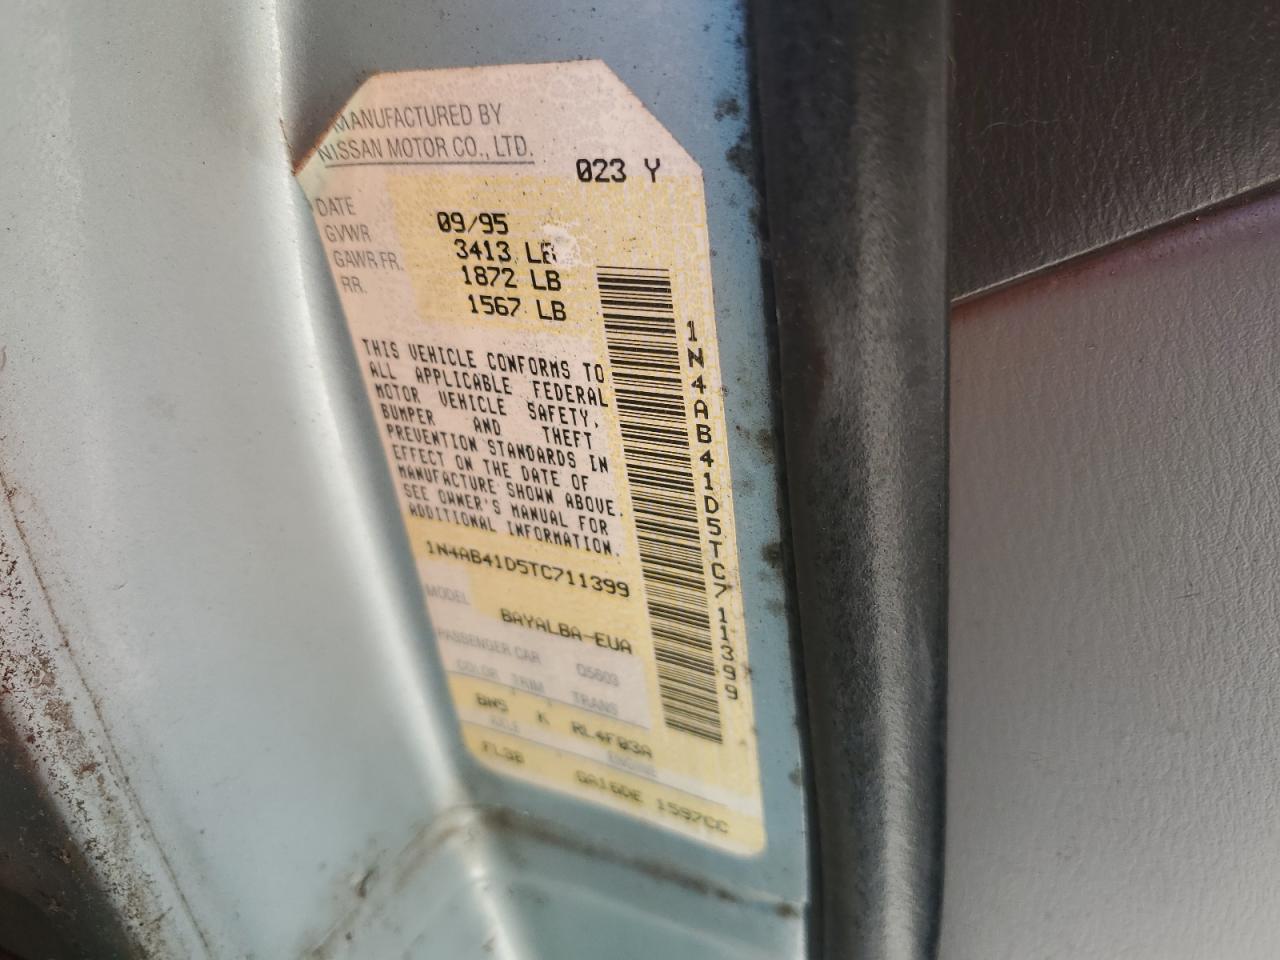 MANUFACTURED BY
NISSAN MOTOR CO., LTD.
023 Y
DATE 09/95
GVWR 3413 LB
GAWR FR. 1872 LB
RR. 1567 LB
THIS VEHICLE CONFORMS TO
ALL APPLICABLE FEDERAL
MOTOR VEHICLE SAFETY,
BUMPER AND THEFT
PREVENTION STANDARDS IN
EFFECT ON THE DATE OF
MANUFACTURE SHOWN ABOVE.
SEE OWNER'S MANUAL FOR
ADDITIONAL INFORMATION.
1N4AB41D5TC711399
MODEL
BAYALBA-EUA
PASSENGER CAR
COLOR TRIM TRANS
K RL4F03A
AXLE ENGINE
GA16DE 1597CC
1N4AB41D5TC711399